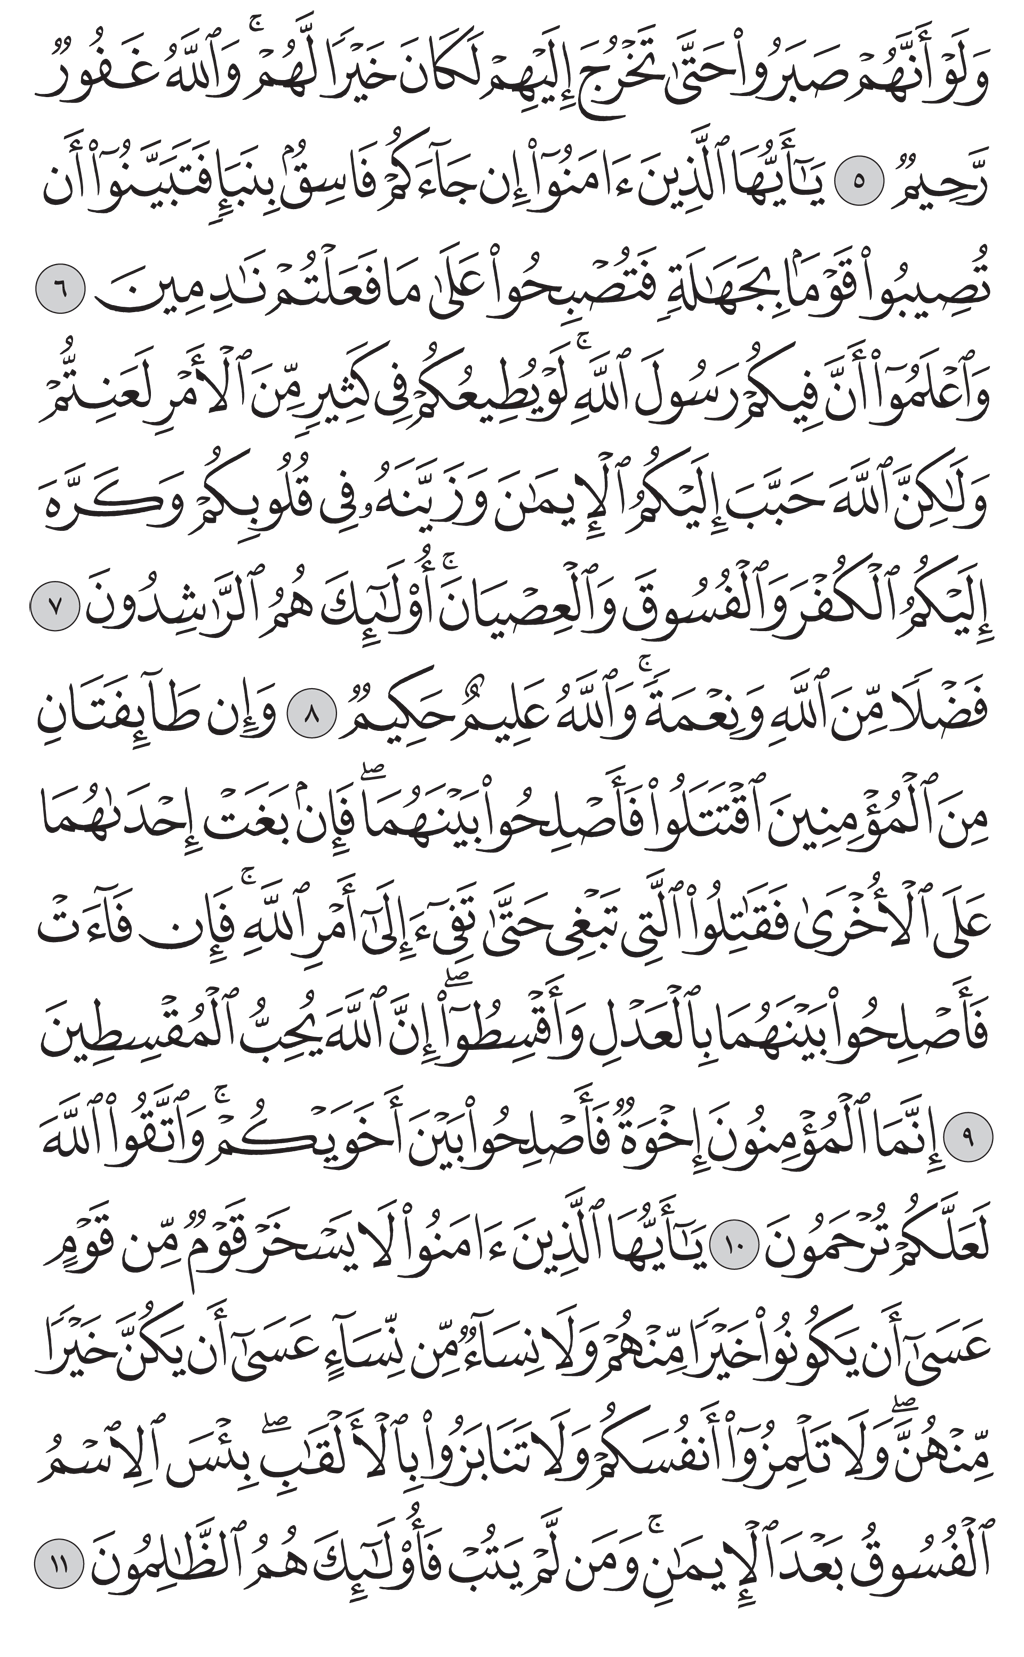 وَلَوْ أَنَّهُمْ صَبَرُوا۟ حَتَّىٰ تَخْرُجَ إِلَيْهِمْ لَكَانَ خَيْرًۭا لَّهُمْ ۚ وَٱللَّهُ غَفُورٌۭ
رَّحِيمٌۭ ٥ يَـٰٓأَيُّهَا ٱلَّذِينَ ءَامَنُوٓا۟ إِن جَآءَكُمْ فَاسِقٌۢ بِنَبَإٍۢ فَتَبَيَّنُوٓا۟ أَن
تُصِيبُوا۟ قَوْمًۢا بِجَهَـٰلَةٍۢ فَتُصْبِحُوا۟ عَلَىٰ مَا فَعَلْتُمْ نَـٰدِمِينَ ٦
وَٱعْلَمُوٓا۟ أَنَّ فِيكُمْ رَسُولَ ٱللَّهِ ۚ لَوْ يُطِيعُكُمْ فِى كَثِيرٍۢ مِّنَ ٱلْأَمْرِ لَعَنِتُّمْ
وَلَـٰكِنَّ ٱللَّهَ حَبَّبَ إِلَيْكُمُ ٱلْإِيمَـٰنَ وَزَيَّنَهُۥ فِى قُلُوبِكُمْ وَكَرَّهَ
إِلَيْكُمُ ٱلْكُفْرَ وَٱلْفُسُوقَ وَٱلْعِصْيَانَ ۚ أُو۟لَـٰٓئِكَ هُمُ ٱلرَّٰشِدُونَ ٧
فَضْلًۭا مِّنَ ٱللَّهِ وَنِعْمَةًۭ ۚ وَٱللَّهُ عَلِيمٌ حَكِيمٌۭ ٨ وَإِن طَآئِفَتَانِ
مِنَ ٱلْمُؤْمِنِينَ ٱقْتَتَلُوا۟ فَأَصْلِحُوا۟ بَيْنَهُمَا ۖ فَإِنۢ بَغَتْ إِحْدَىٰهُمَا
عَلَى ٱلْأُخْرَىٰ فَقَـٰتِلُوا۟ ٱلَّتِى تَبْغِى حَتَّىٰ تَفِىٓءَ إِلَىٰٓ أَمْرِ ٱللَّهِ ۚ فَإِن فَآءَتْ
فَأَصْلِحُوا۟ بَيْنَهُمَا بِٱلْعَدْلِ وَأَقْسِطُوٓا۟ ۖ إِنَّ ٱللَّهَ يُحِبُّ ٱلْمُقْسِطِينَ
٩ إِنَّمَا ٱلْمُؤْمِنُونَ إِخْوَةٌۭ فَأَصْلِحُوا۟ بَيْنَ أَخَوَيْكُمْ ۚ وَٱتَّقُوا۟ ٱللَّهَ
لَعَلَّكُمْ تُرْحَمُونَ ١٠ يَـٰٓأَيُّهَا ٱلَّذِينَ ءَامَنُوا۟ لَا يَسْخَرْ قَوْمٌۭ مِّن قَوْمٍ
عَسَىٰٓ أَن يَكُونُوا۟ خَيْرًۭا مِّنْهُمْ وَلَا نِسَآءٌۭ مِّن نِّسَآءٍ عَسَىٰٓ أَن يَكُنَّ خَيْرًۭا
مِّنْهُنَّ ۖ وَلَا تَلْمِزُوٓا۟ أَنفُسَكُمْ وَلَا تَنَابَزُوا۟ بِٱلْأَلْقَـٰبِ ۖ بِئْسَ ٱلِٱسْمُ
ٱلْفُسُوقُ بَعْدَ ٱلْإِيمَـٰنِ ۚ وَمَن لَّمْ يَتُبْ فَأُو۟لَـٰٓئِكَ هُمُ ٱلظَّـٰلِمُونَ ١١